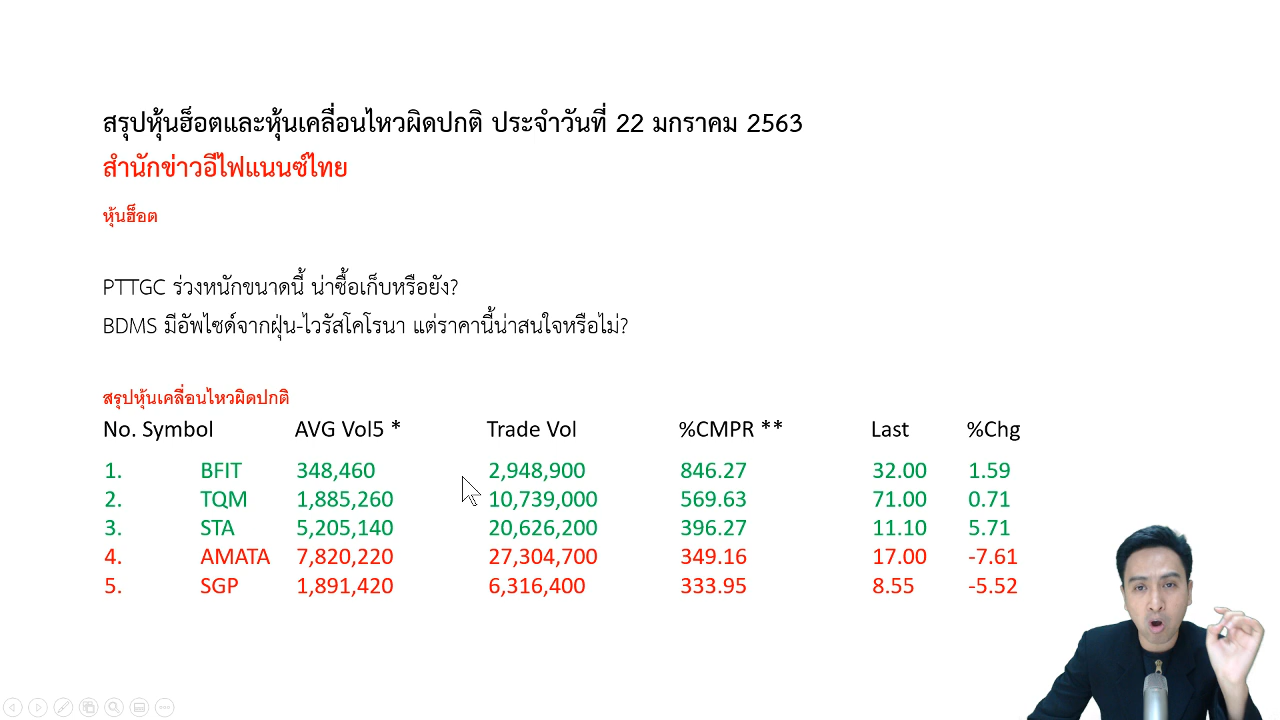 สรุปหุ้นฮ็อตและหุ้นเคลื่อนไหวผิดปกติ ประจำวันที่ 22 มกราคม 2563
สำนักข่าวอีไฟแนนซ์ไทย
หุ้นฮ็อต
PTTGC ร่วงหนักขนาดนี้ น่าซื้อเก็บหรือยัง?
BDMS มีอัพไซด์จากฝุ่น-ไวรัสโคโรนา แต่ราคานี้น่าสนใจหรือไม่?
สรุปหุ้นเคลื่อนไหวผิดปกติ
No. Symbol AVG Vol5 * Trade Vol %CMPR ** Last %Chg
1. BFIT 348,460 2,948,900 846.27 32.00 1.59
2. TQM 1,885,260 10,739,000 569.63 71.00 0.71
3. STA 5,205,140 20,626,200 396.27 11.10 5.71
4. AMATA 7,820,220 27,304,700 349.16 17.00 -7.61
5. SGP 1,891,420 6,316,400 333.95 8.55 -5.52